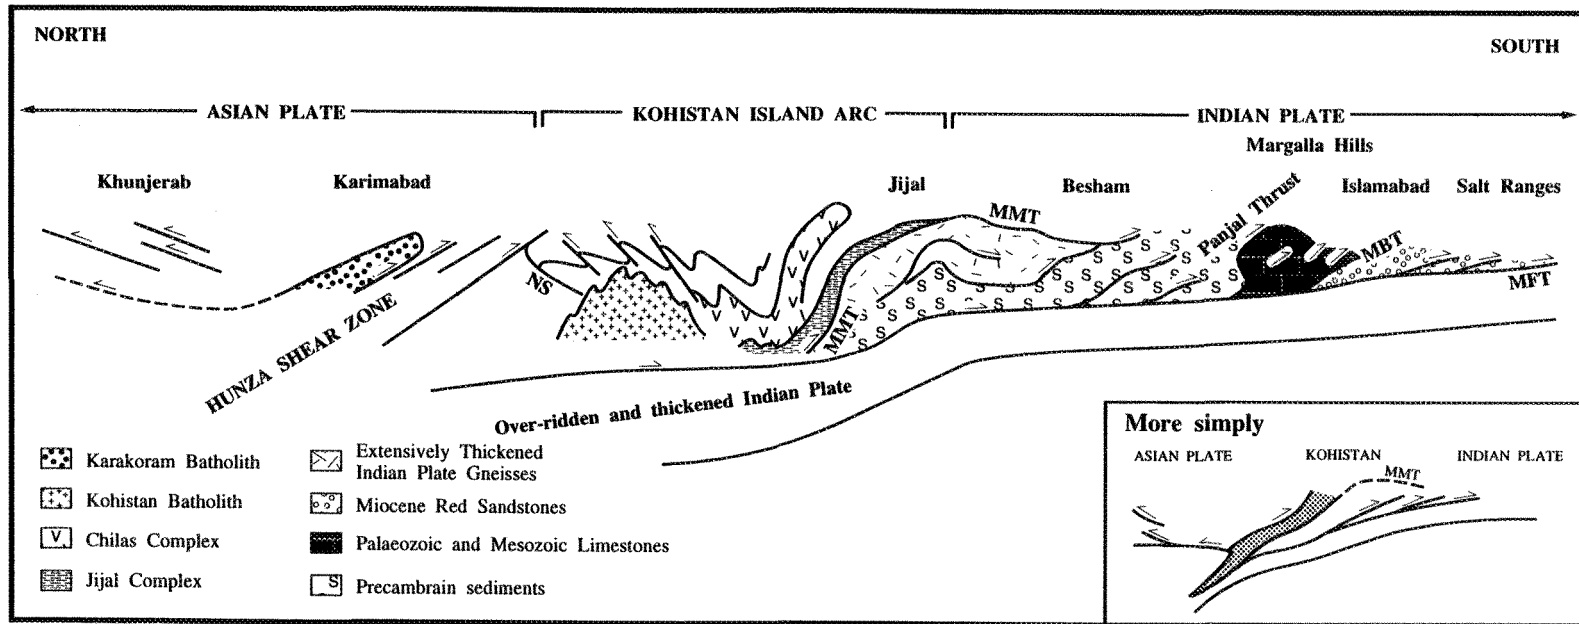 NORTH
SOUTH
ASIAN PLATE
KOHISTAN ISLAND ARC
INDIAN PLATE
Margalla Hills
Khunjerab
Karimabad
Jijal
Besham
Islamabad
Salt Ranges
MMT
Panjal Thrust
MBT
NS
MMT
MFT
HUNZA SHEAR ZONE
Over-ridden and thickened Indian Plate
Karakoram Batholith
Kohistan Batholith
V Chilas Complex
Jijal Complex
Extensively Thickened
Indian Plate Gneisses
Miocene Red Sandstones
Palaeozoic and Mesozoic Limestones
S Precambrain sediments
More simply
ASIAN PLATE
KOHISTAN
INDIAN PLATE
MMT